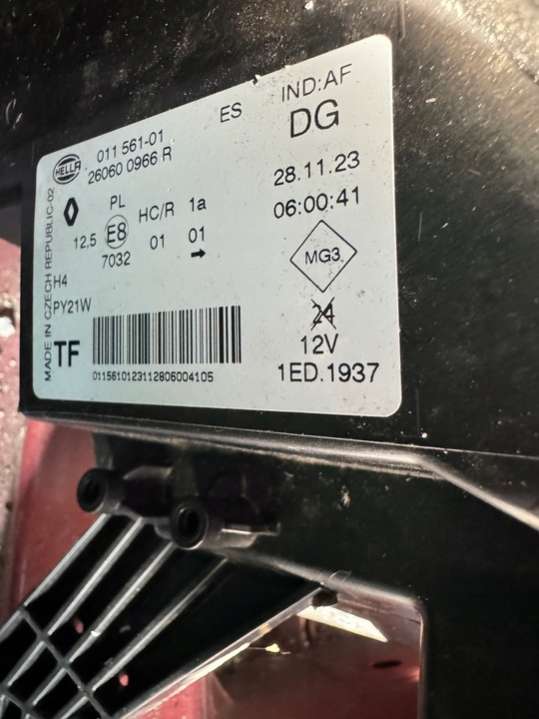 HELLA
011 561-01
26060 0966 R
ES
IND:AF
DG
28.11.23
06:00:41
PL
12,5
E8
7032
HC/R
01
1a
01
MG3
H4
PY21W
24
12V
1ED.1937
TF
0115610123112806004105
MADE IN CZECH REPUBLIC-02